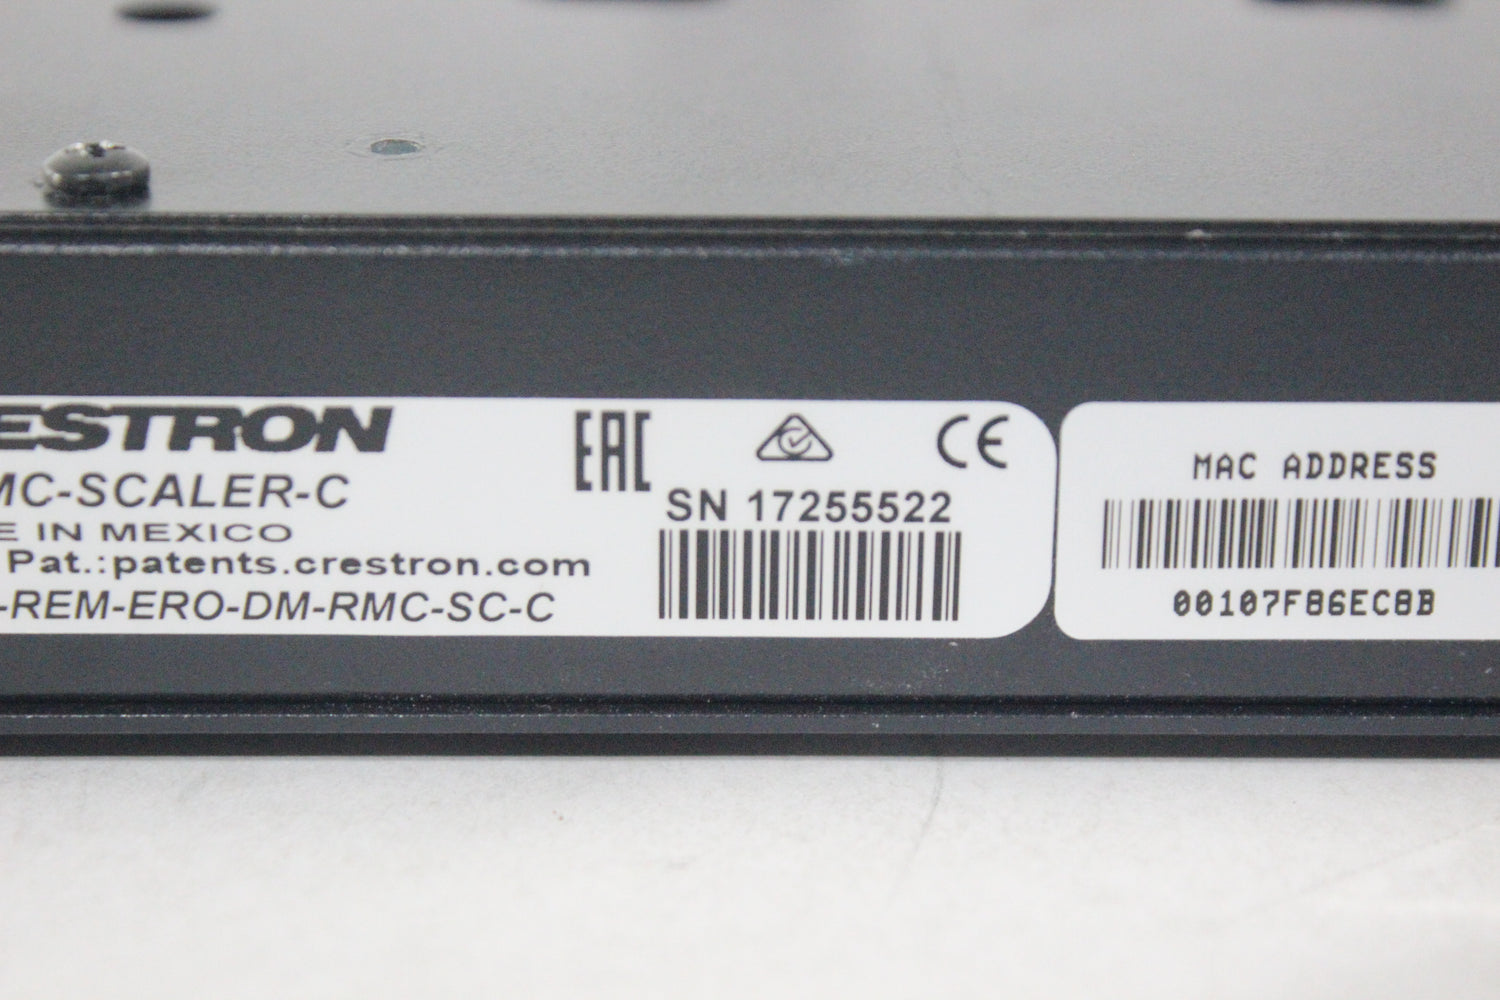 ESTRON
MC-SCALER-C
E IN MEXICO
Pat.:patents.crestron.com
-REM-ERO-DM-RMC-SC-C
EAC
CE
SN 17255522
MAC ADDRESS
00107F86EC8B